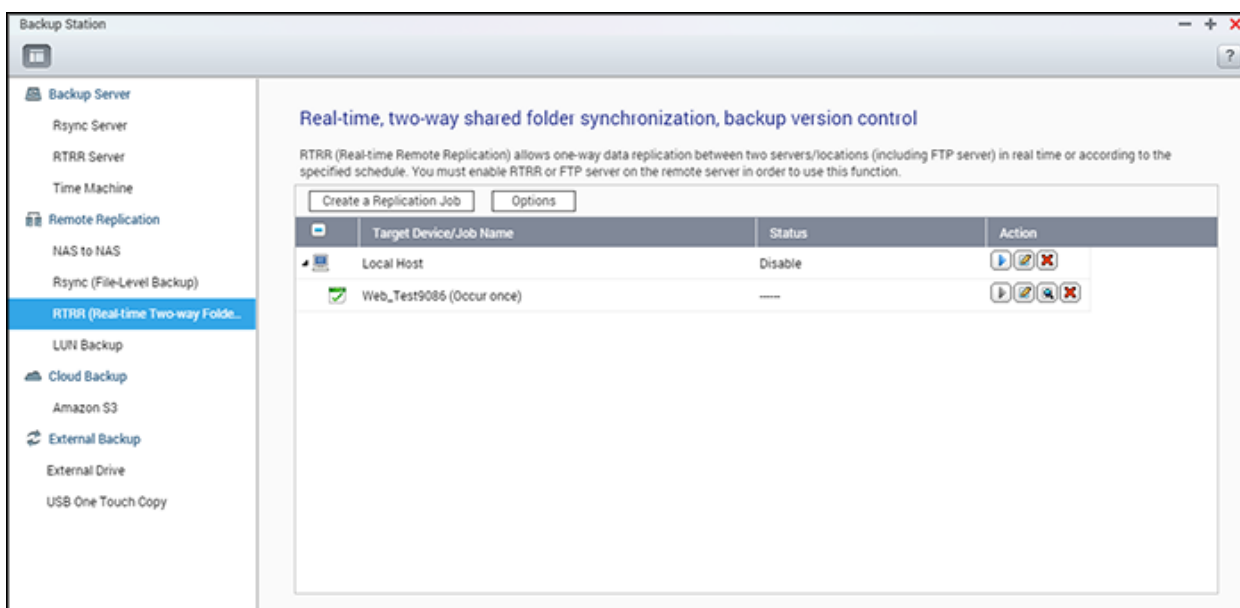 Backup Station
?
Backup Server
Rsync Server
RTRR Server
Time Machine
Remote Replication
NAS to NAS
Rsync (File-Level Backup)
RTRR (Real-time Two-way Folde..
LUN Backup
Cloud Backup
Amazon S3
External Backup
External Drive
USB One Touch Copy
Real-time, two-way shared folder synchronization, backup version control
RTRR (Real-time Remote Replication) allows one-way data replication between two servers/locations (including FTP server) in real time or according to the
specified schedule. You must enable RTRR or FTP server on the remote server in order to use this function.
Create a Replication Job Options
Target Device/Job Name Status Action
Local Host Disable
Web_Test9086 (Occur once) -----